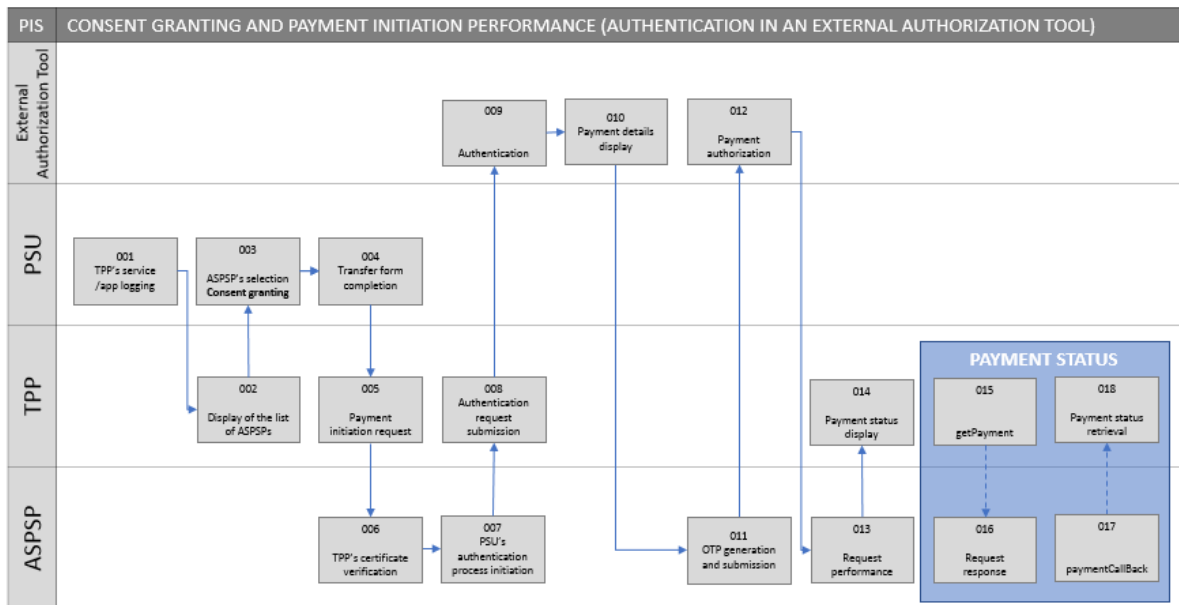 PIS
CONSENT GRANTING AND PAYMENT INITIATION PERFORMANCE (AUTHENTICATION IN AN EXTERNAL AUTHORIZATION TOOL)
External
Authorization Tool
009
Authentication
010
Payment details
display
012
Payment
authorization
PSU
001
TPP's service
/app logging
003
ASPSP's selection
Consent granting
004
Transfer form
completion
TPP
002
Display of the list
of ASPSPs
005
Payment
initiation request
008
Authentication
request
submission
014
Payment status
display
PAYMENT STATUS
015
getPayment
018
Payment status
retrieval
ASPSP
006
TPP's certificate
verification
007
PSU's
authentication
process initiation
011
OTP generation
and submission
013
Request
performance
016
Request
response
017
paymentCallBack